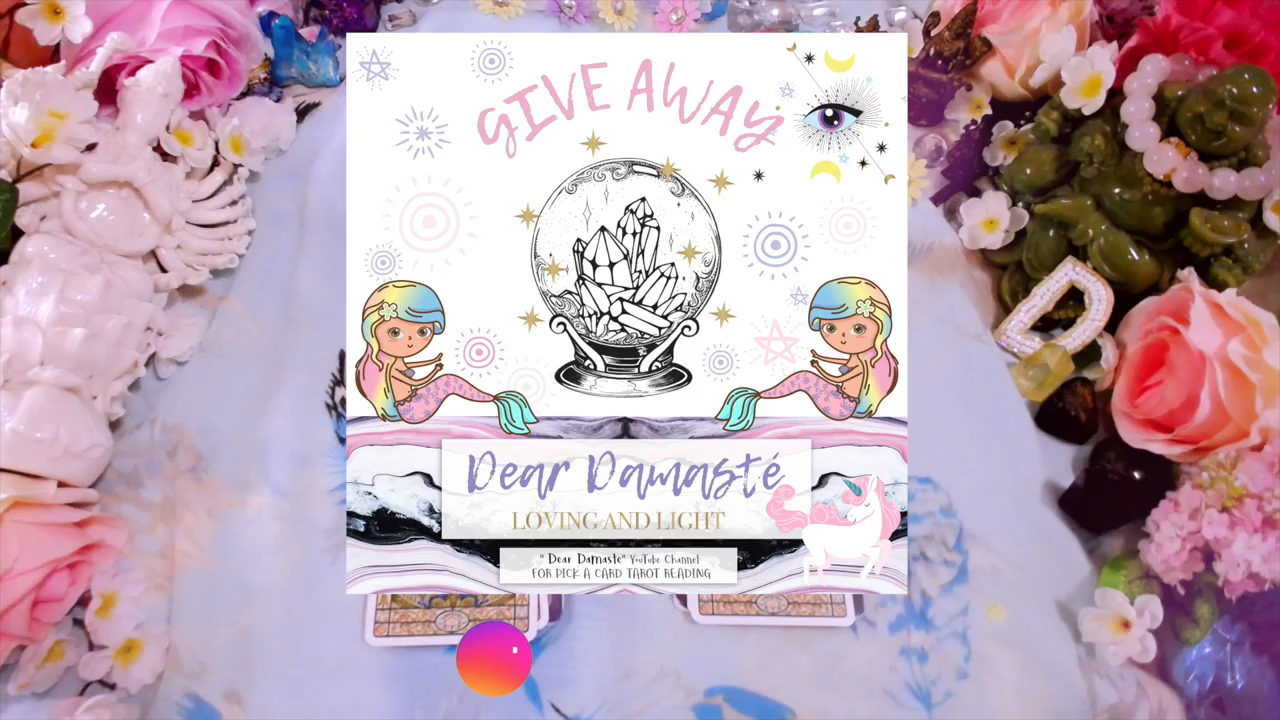 GIVE AWAY
Dear Damasté
LOVING AND LIGHT
" Dear Damaste" YouTube Channel
FOR PICK A CARD TAROT READING
D